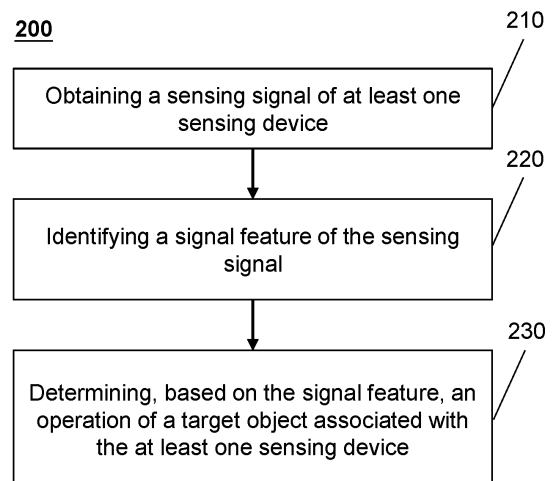 200
210
Obtaining a sensing signal of at least one
sensing device
220
Identifying a signal feature of the sensing
signal
230
Determining, based on the signal feature, an
operation of a target object associated with
the at least one sensing device